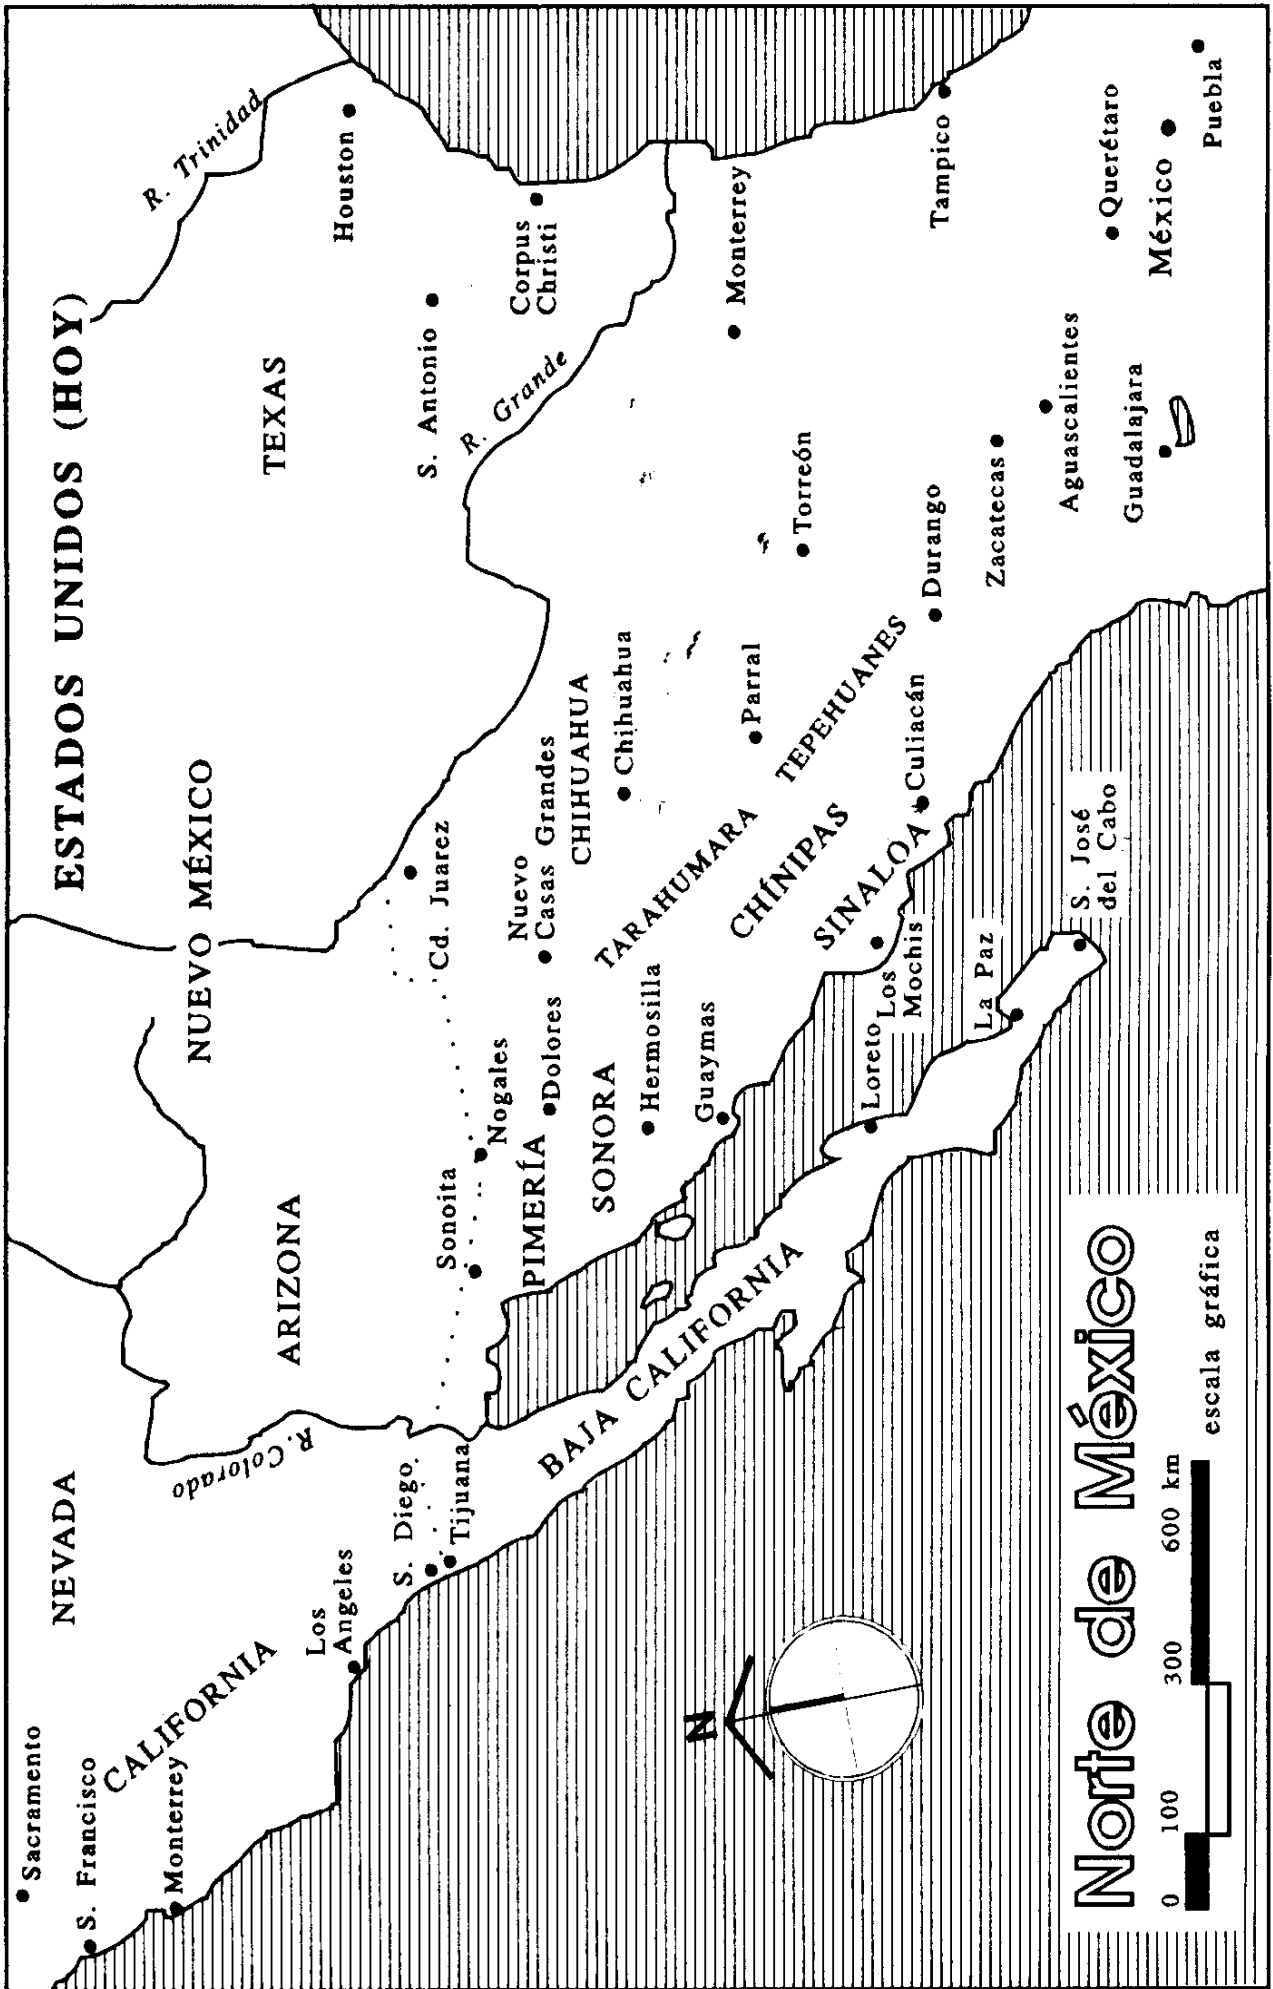 ESTADOS UNIDOS (HOY)
Sacramento
S. Francisco
Monterrey
CALIFORNIA
NEVADA
Los
Angeles
S. Diego
Tijuana
R. Colorado
ARIZONA
NUEVO MÉXICO
TEXAS
R. Trinidad
Houston
S. Antonio
Corpus
Christi
R. Grande
Sonoita
Nogales
Cd. Juarez
PIMERÍA
Dolores
Nuevo
Casas Grandes
CHIHUAHUA
Chihuahua
SONORA
Hermosilla
Guaymas
TARAHUMARA
Parral
TEPEHUANES
CHÍNIPAS
SINALOA
Culiacán
Los
Mochis
BAJA CALIFORNIA
Loreto
La Paz
S. José
del Cabo
Monterrey
Torreón
Durango
Zacatecas
Aguascalientes
Guadalajara
Tampico
Querétaro
México
Puebla
N
Norte de México
0 100 300 600 km
escala gráfica